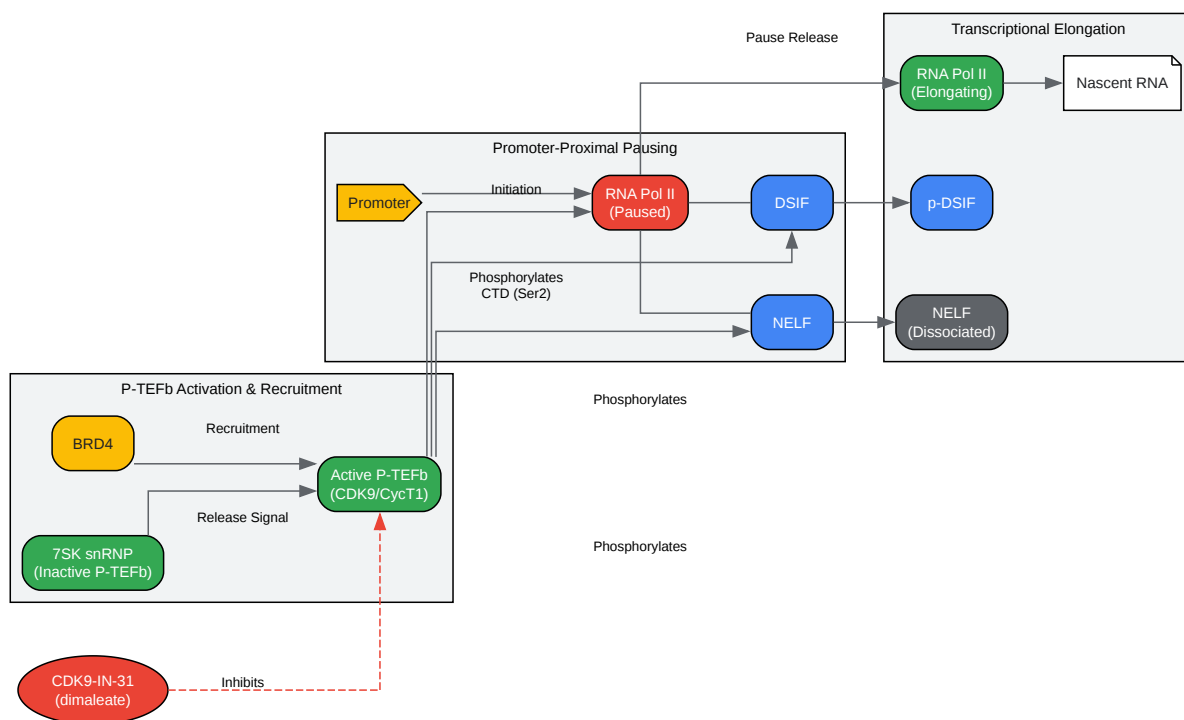 Pause Release
Transcriptional Elongation
RNA Pol II
(Elongating)
Nascent RNA
Promoter-Proximal Pausing
Promoter
Initiation
RNA Pol II
(Paused)
DSIF
p-DSIF
Phosphorylates
CTD (Ser2)
NELF
NELF
(Dissociated)
P-TEFb Activation & Recruitment
Phosphorylates
BRD4
Recruitment
Active P-TEFb
(CDK9/CycT1)
Release Signal
7SK snRNP
(Inactive P-TEFb)
Phosphorylates
CDK9-IN-31
(dimaleate)
Inhibits